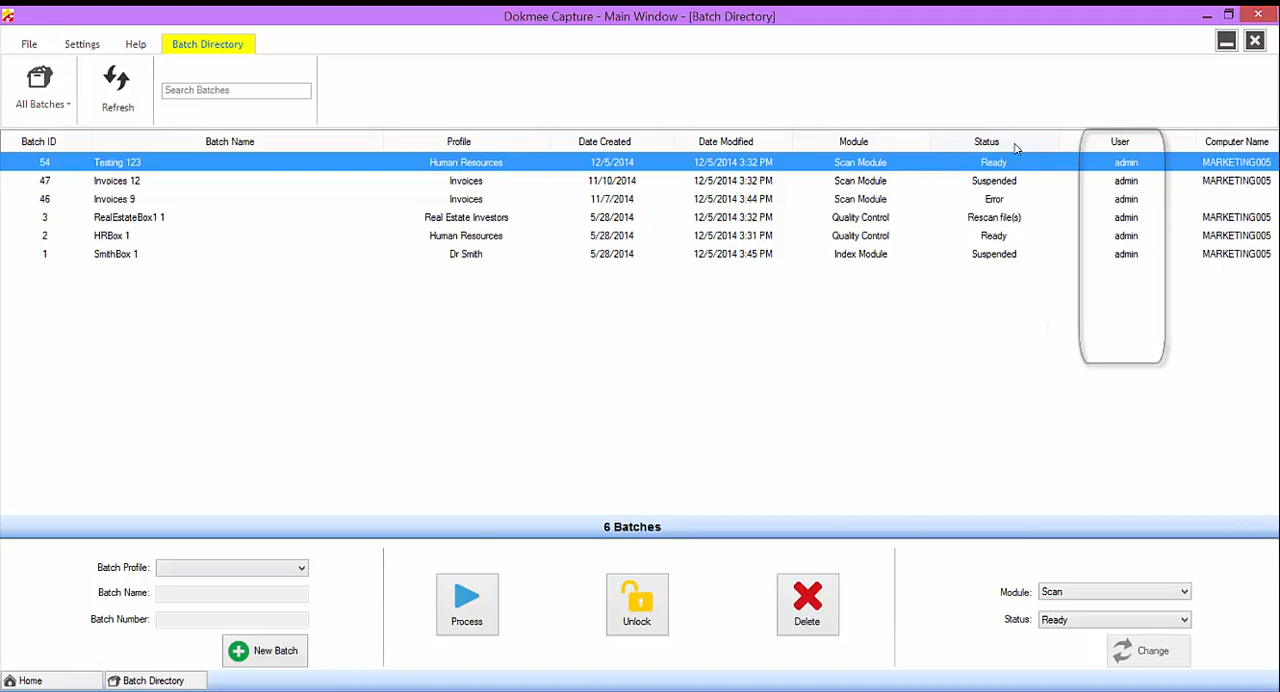 Dokmee Capture - Main Window - [Batch Directory]
File Settings Help Batch Directory
All Batches Refresh Search Batches
Batch ID Batch Name Profile Date Created Date Modified Module Status User Computer Name
54 Testing 123 Human Resources 12/5/2014 12/5/2014 3:32 PM Scan Module Ready admin MARKETING005
47 Invoices 12 Invoices 11/10/2014 12/5/2014 3:32 PM Scan Module Suspended admin MARKETING005
46 Invoices 9 Invoices 11/7/2014 12/5/2014 3:44 PM Scan Module Error admin
3 RealEstateBox1 1 Real Estate Investors 5/28/2014 12/5/2014 3:32 PM Quality Control Rescan file(s) admin MARKETING005
2 HRBox 1 Human Resources 5/28/2014 12/5/2014 3:31 PM Quality Control Ready admin MARKETING005
1 SmithBox 1 Dr Smith 5/28/2014 12/5/2014 3:45 PM Index Module Suspended admin MARKETING005
6 Batches
Batch Profile:
Batch Name:
Batch Number:
New Batch
Process Unlock Delete
Module: Scan
Status: Ready
Change
Home Batch Directory